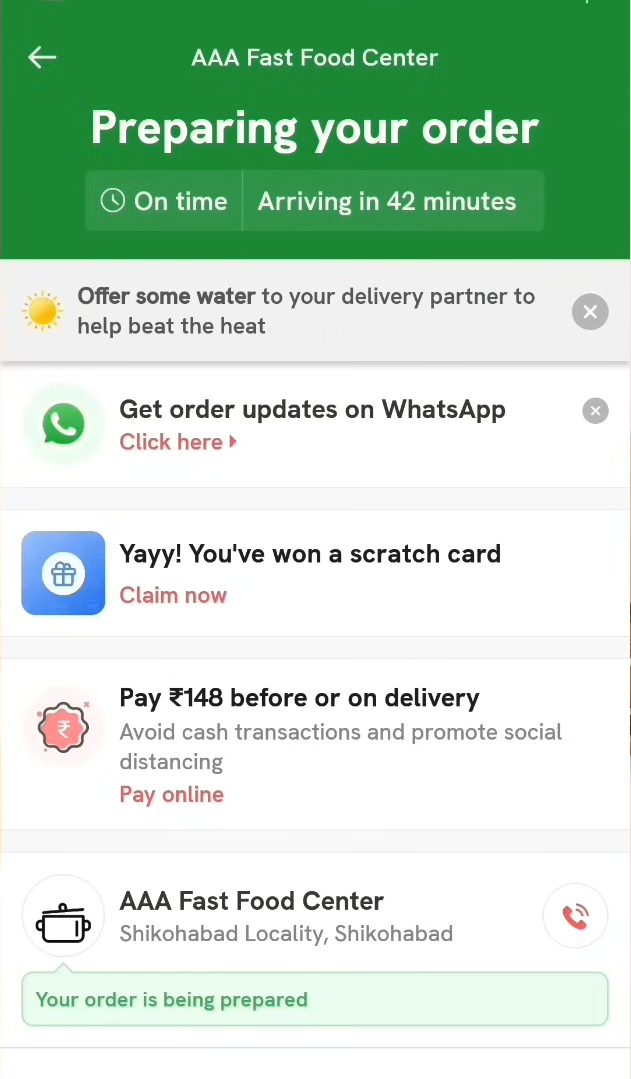 AAA Fast Food Center
Preparing your order
On time
Arriving in 42 minutes
Offer some water to your delivery partner to
help beat the heat
Get order updates on WhatsApp
Click here
Yayy! You've won a scratch card
Claim now
Pay ₹148 before or on delivery
Avoid cash transactions and promote social
distancing
Pay online
₹
AAA Fast Food Center
Shikohabad Locality, Shikohabad
Your order is being prepared